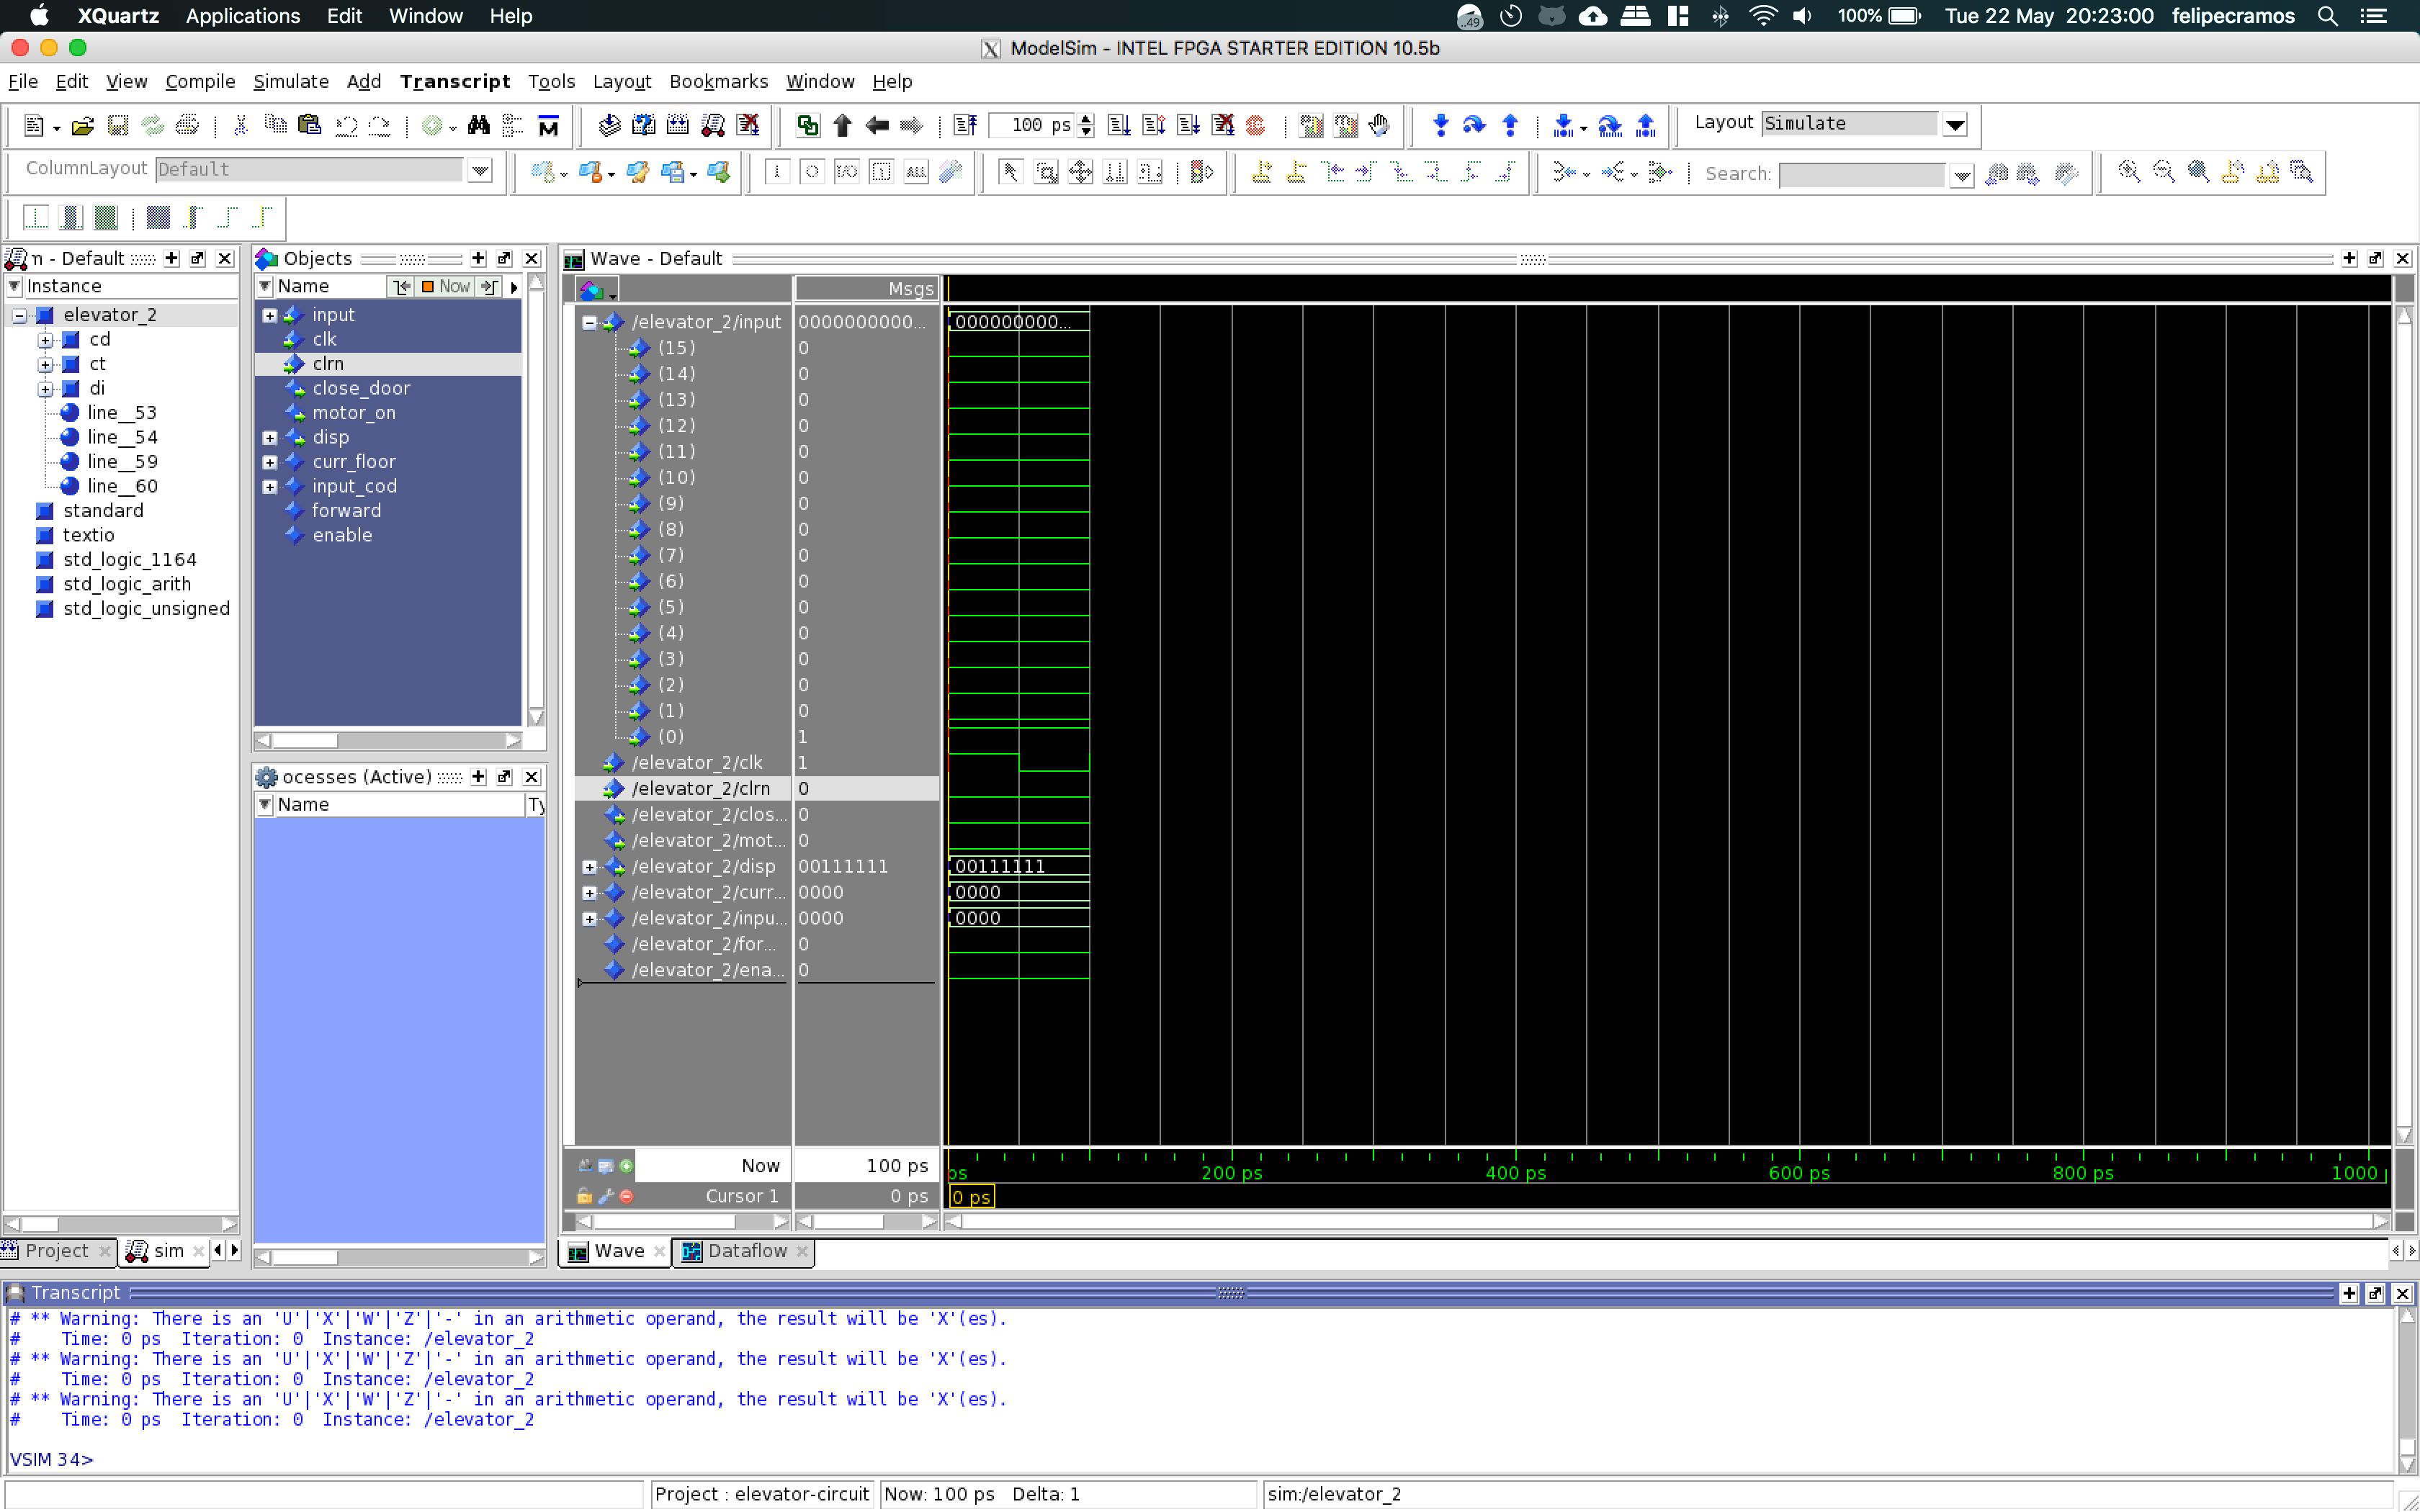 XQuartz Applications Edit Window Help
..49 100% Tue 22 May 20:23:00 felipecramos
ModelSim - INTEL FPGA STARTER EDITION 10.5b
File Edit View Compile Simulate Add Transcript Tools Layout Bookmarks Window Help
100 ps Layout Simulate
ColumnLayout Default ALL Search:
m - Default
Instance
elevator_2
cd
ct
di
line__53
line__54
line__59
line__60
standard
textio
std_logic_1164
std_logic_arith
std_logic_unsigned
Project sim
Objects
Name Now
input
clk
clrn
close_door
motor_on
disp
curr_floor
input_cod
forward
enable
ocesses (Active)
Name Ty
Wave - Default
Msgs
/elevator_2/input 0000000000... 000000000...
(15) 0
(14) 0
(13) 0
(12) 0
(11) 0
(10) 0
(9) 0
(8) 0
(7) 0
(6) 0
(5) 0
(4) 0
(3) 0
(2) 0
(1) 0
(0) 1
/elevator_2/clk 1
/elevator_2/clrn 0
/elevator_2/clos... 0
/elevator_2/mot... 0
/elevator_2/disp 00111111 00111111
/elevator_2/curr... 0000 0000
/elevator_2/inpu... 0000 0000
/elevator_2/for... 0
/elevator_2/ena... 0
Now 100 ps ps 200 ps 400 ps 600 ps 800 ps 1000 p
Cursor 1 0 ps 0 ps
Wave Dataflow
Transcript
# ** Warning: There is an 'U'|'X'|'W'|'Z'|'-' in an arithmetic operand, the result will be 'X'(es).
# Time: 0 ps Iteration: 0 Instance: /elevator_2
# ** Warning: There is an 'U'|'X'|'W'|'Z'|'-' in an arithmetic operand, the result will be 'X'(es).
# Time: 0 ps Iteration: 0 Instance: /elevator_2
# ** Warning: There is an 'U'|'X'|'W'|'Z'|'-' in an arithmetic operand, the result will be 'X'(es).
# Time: 0 ps Iteration: 0 Instance: /elevator_2
VSIM 34>
Project : elevator-circuit Now: 100 ps Delta: 1 sim:/elevator_2